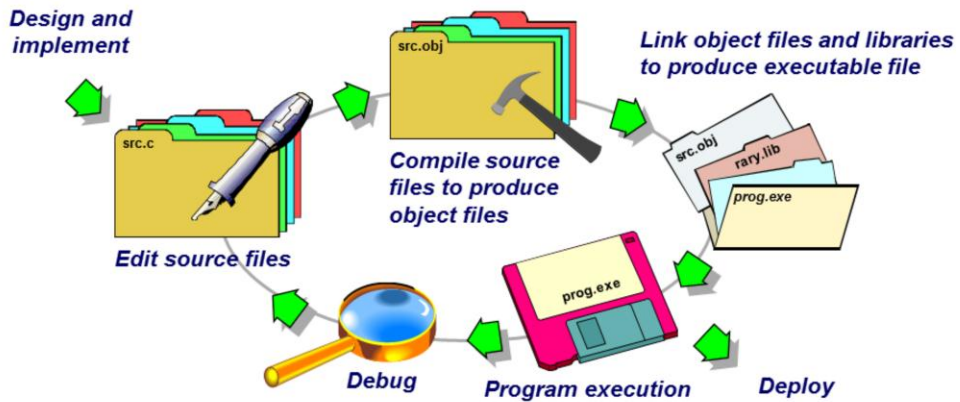 Design and
implement
src.c
Edit source files
src.obj
Compile source
files to produce
object files
Link object files and libraries
to produce executable file
src.obj
rary.lib
prog.exe
prog.exe
Program execution
Deploy
Debug